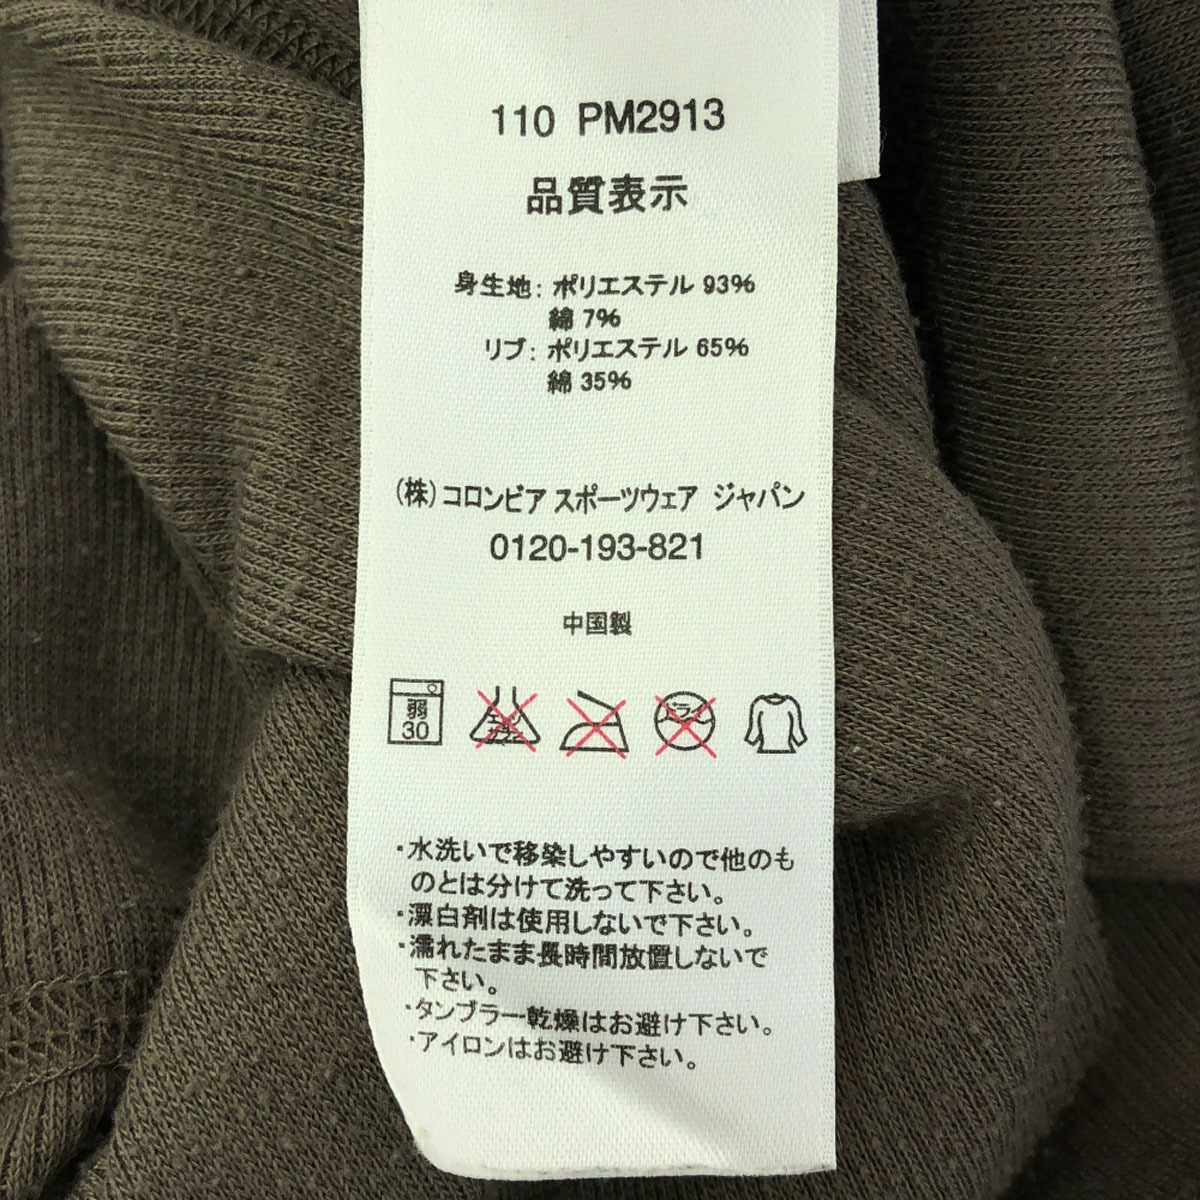 110 PM2913
品質表示
身生地: ポリエステル 93%
綿 7%
リブ: ポリエステル 65%
綿 35%
(株)コロンビア スポーツウェア ジャパン
0120-193-821
中国製
弱
30
エンソ
サラシ
ドライ
・水洗いで移染しやすいので他のも
のとは分けて洗って下さい。
・漂白剤は使用しないで下さい。
・濡れたまま長時間放置しないで
下さい。
・タンブラー乾燥はお避け下さい。
・アイロンはお避け下さい。